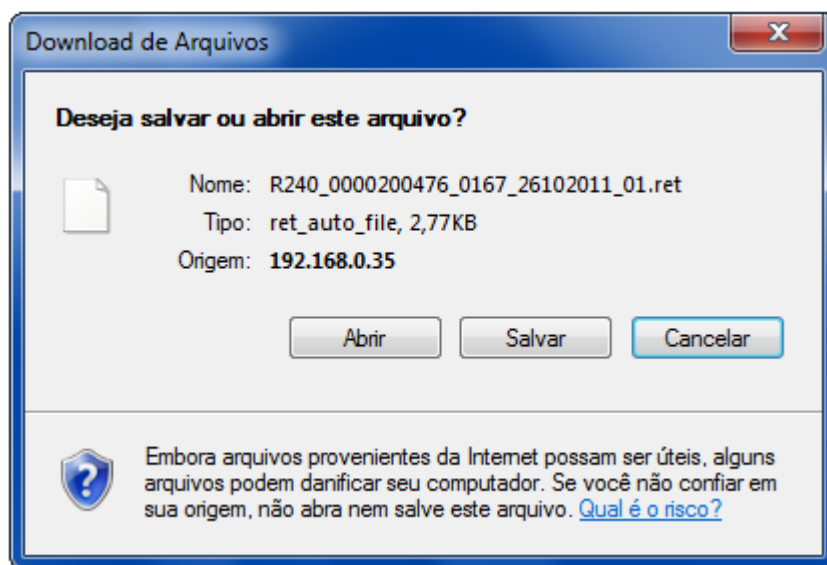 Download de Arquivos
Deseja salvar ou abrir este arquivo?
Nome: R240_0000200476_0167_26102011_01.ret
Tipo: ret_auto_file, 2,77KB
Origem: 192.168.0.35
Abrir Salvar Cancelar
Embora arquivos provenientes da Internet possam ser úteis, alguns
arquivos podem danificar seu computador. Se você não confiar em
sua origem, não abra nem salve este arquivo. Qual é o risco?